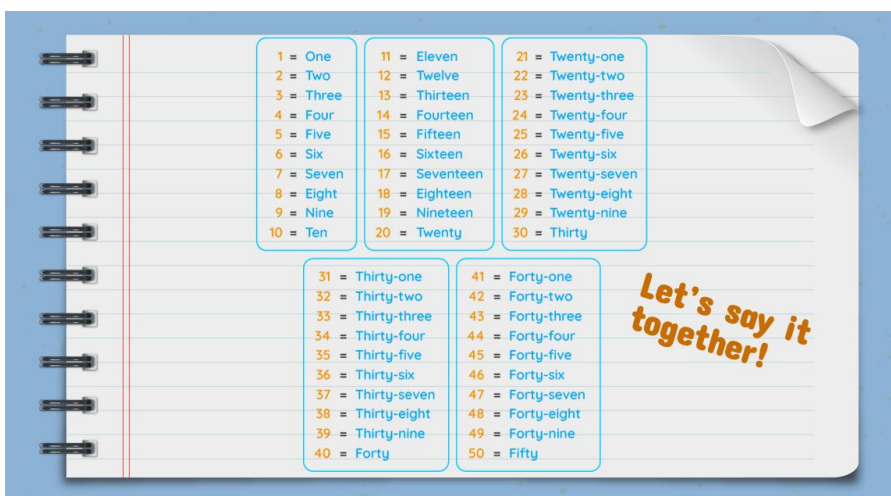 1 = One
2 = Two
3 = Three
4 = Four
5 = Five
6 = Six
7 = Seven
8 = Eight
9 = Nine
10 = Ten
11 = Eleven
12 = Twelve
13 = Thirteen
14 = Fourteen
15 = Fifteen
16 = Sixteen
17 = Seventeen
18 = Eighteen
19 = Nineteen
20 = Twenty
21 = Twenty-one
22 = Twenty-two
23 = Twenty-three
24 = Twenty-four
25 = Twenty-five
26 = Twenty-six
27 = Twenty-seven
28 = Twenty-eight
29 = Twenty-nine
30 = Thirty
31 = Thirty-one
32 = Thirty-two
33 = Thirty-three
34 = Thirty-four
35 = Thirty-five
36 = Thirty-six
37 = Thirty-seven
38 = Thirty-eight
39 = Thirty-nine
40 = Forty
41 = Forty-one
42 = Forty-two
43 = Forty-three
44 = Forty-four
45 = Forty-five
46 = Forty-six
47 = Forty-seven
48 = Forty-eight
49 = Forty-nine
50 = Fifty
Let's say it
together!